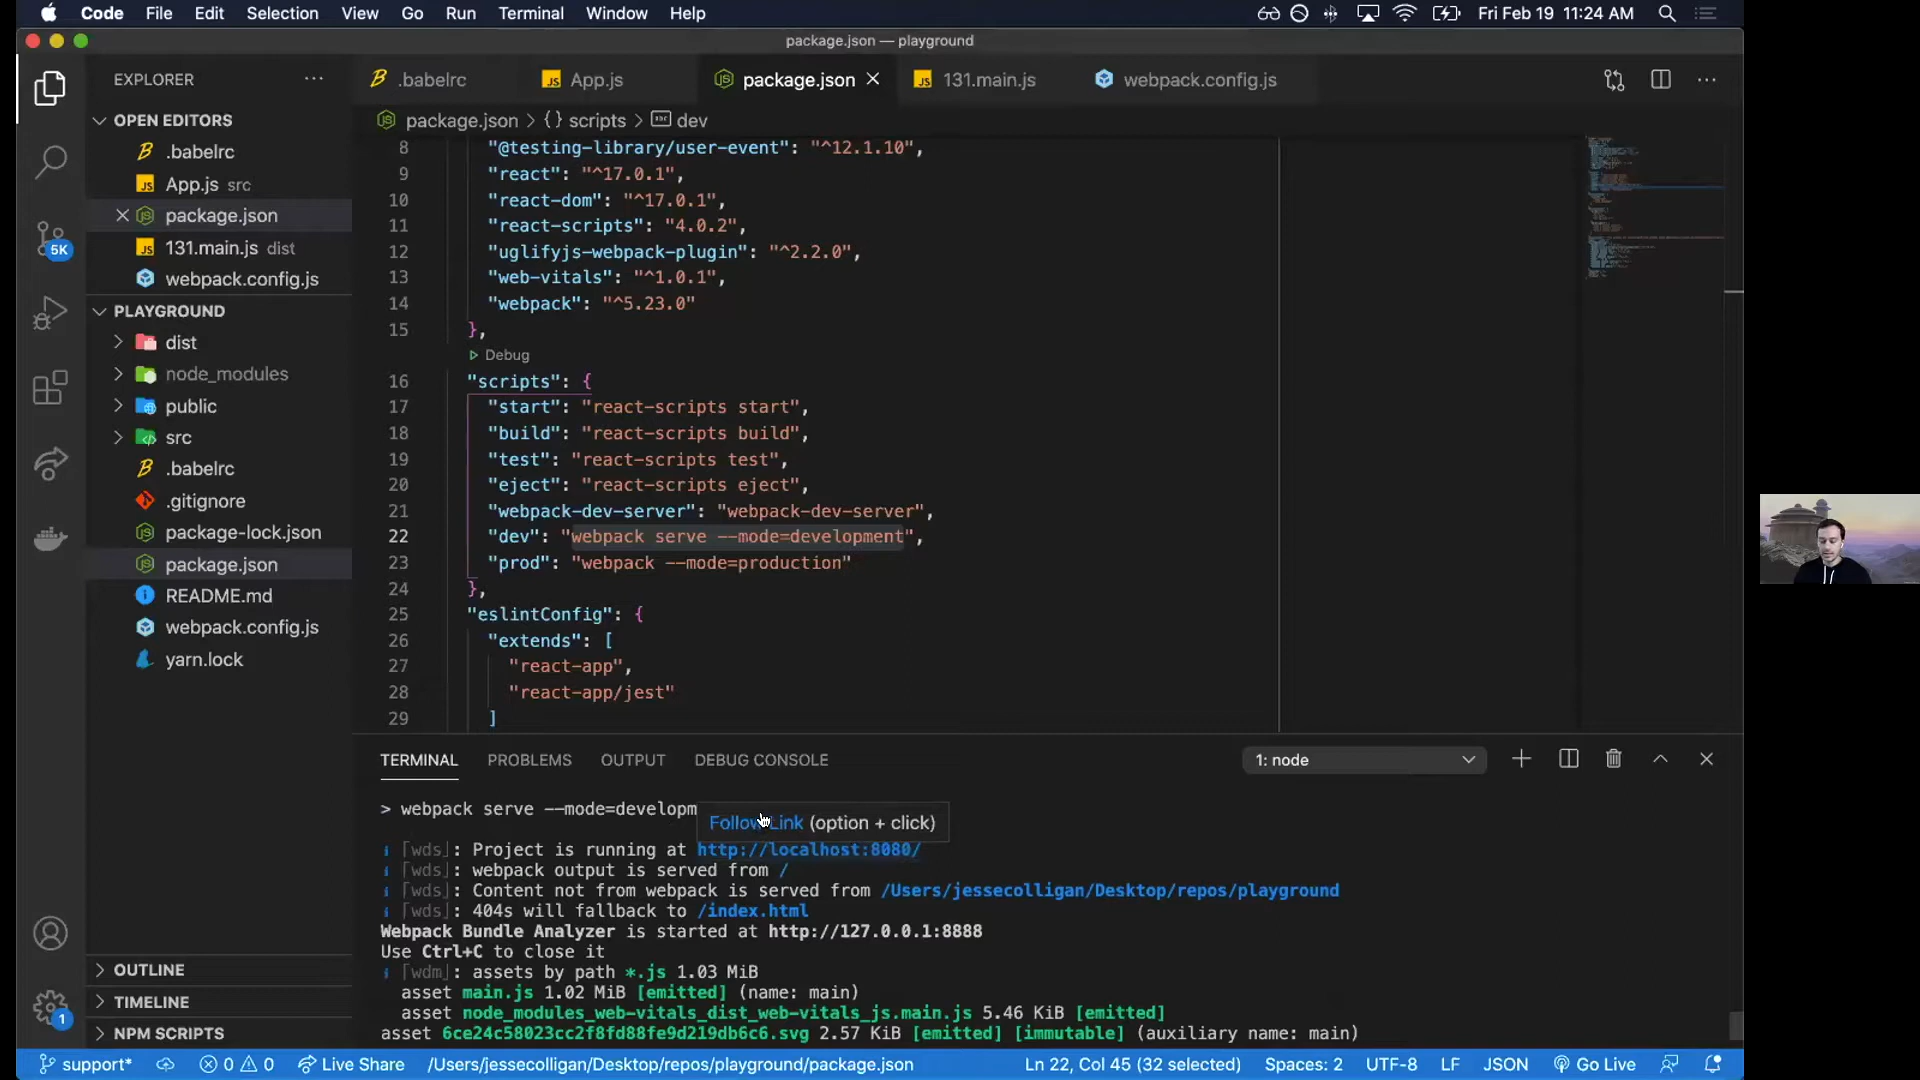 Code File Edit Selection View Go Run Terminal Window Help Fri Feb 19 11:24 AM
package.json — playground
EXPLORER
.babelrc App.js package.json 131.main.js webpack.config.js
package.json > {} scripts > dev
OPEN EDITORS
.babelrc
App.js src
package.json
131.main.js dist
webpack.config.js
PLAYGROUND
dist
node_modules
public
src
.babelrc
.gitignore
package-lock.json
package.json
README.md
webpack.config.js
yarn.lock
OUTLINE
TIMELINE
NPM SCRIPTS
5K
1
8 "@testing-library/user-event": "^12.1.10",
9 "react": "^17.0.1",
10 "react-dom": "^17.0.1",
11 "react-scripts": "4.0.2",
12 "uglifyjs-webpack-plugin": "^2.2.0",
13 "web-vitals": "^1.0.1",
14 "webpack": "^5.23.0"
15 },
Debug
16 "scripts": {
17 "start": "react-scripts start",
18 "build": "react-scripts build",
19 "test": "react-scripts test",
20 "eject": "react-scripts eject",
21 "webpack-dev-server": "webpack-dev-server",
22 "dev": "webpack serve --mode=development",
23 "prod": "webpack --mode=production"
24 },
25 "eslintConfig": {
26 "extends": [
27 "react-app",
28 "react-app/jest"
29 ]
TERMINAL PROBLEMS OUTPUT DEBUG CONSOLE 1: node
> webpack serve --mode=developm
Follow Link (option + click)
i ｢wds｣: Project is running at http://localhost:8080/
i ｢wds｣: webpack output is served from /
i ｢wds｣: Content not from webpack is served from /Users/jessecolligan/Desktop/repos/playground
i ｢wds｣: 404s will fallback to /index.html
Webpack Bundle Analyzer is started at http://127.0.0.1:8888
Use Ctrl+C to close it
i ｢wdm｣: assets by path *.js 1.03 MiB
asset main.js 1.02 MiB [emitted] (name: main)
asset node_modules_web-vitals_dist_web-vitals_js.main.js 5.46 KiB [emitted]
asset 6ce24c58023cc2f8fd88fe9d219db6c6.svg 2.57 KiB [emitted] [immutable] (auxiliary name: main)
support* 0 0 Live Share /Users/jessecolligan/Desktop/repos/playground/package.json Ln 22, Col 45 (32 selected) Spaces: 2 UTF-8 LF JSON Go Live